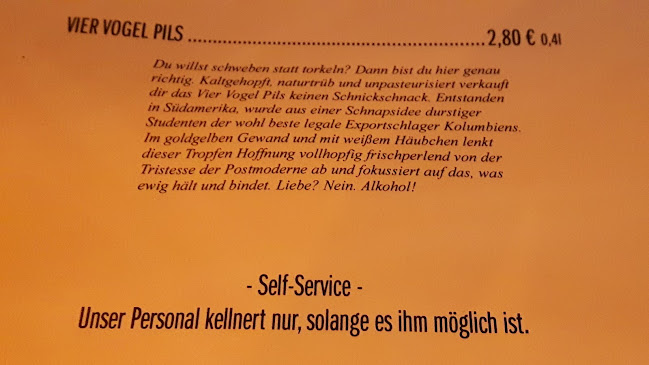 VIER VOGEL PILS ........................................................ 2,80 € 0,4l
Du willst schweben statt torkeln? Dann bist du hier genau
richtig. Kaltgehopft, naturtrüb und unpasteurisiert verkauft
dir das Vier Vogel Pils keinen Schnickschnack. Entstanden
in Südamerika, wurde aus einer Schnapsidee durstiger
Studenten der wohl beste legale Exportschlager Kolumbiens.
Im goldgelben Gewand und mit weißem Häubchen lenkt
dieser Tropfen Hoffnung vollhopfig frischperlend von der
Tristesse der Postmoderne ab und fokussiert auf das, was
ewig hält und bindet. Liebe? Nein. Alkohol!
- Self-Service -
Unser Personal kellnert nur, solange es ihm möglich ist.